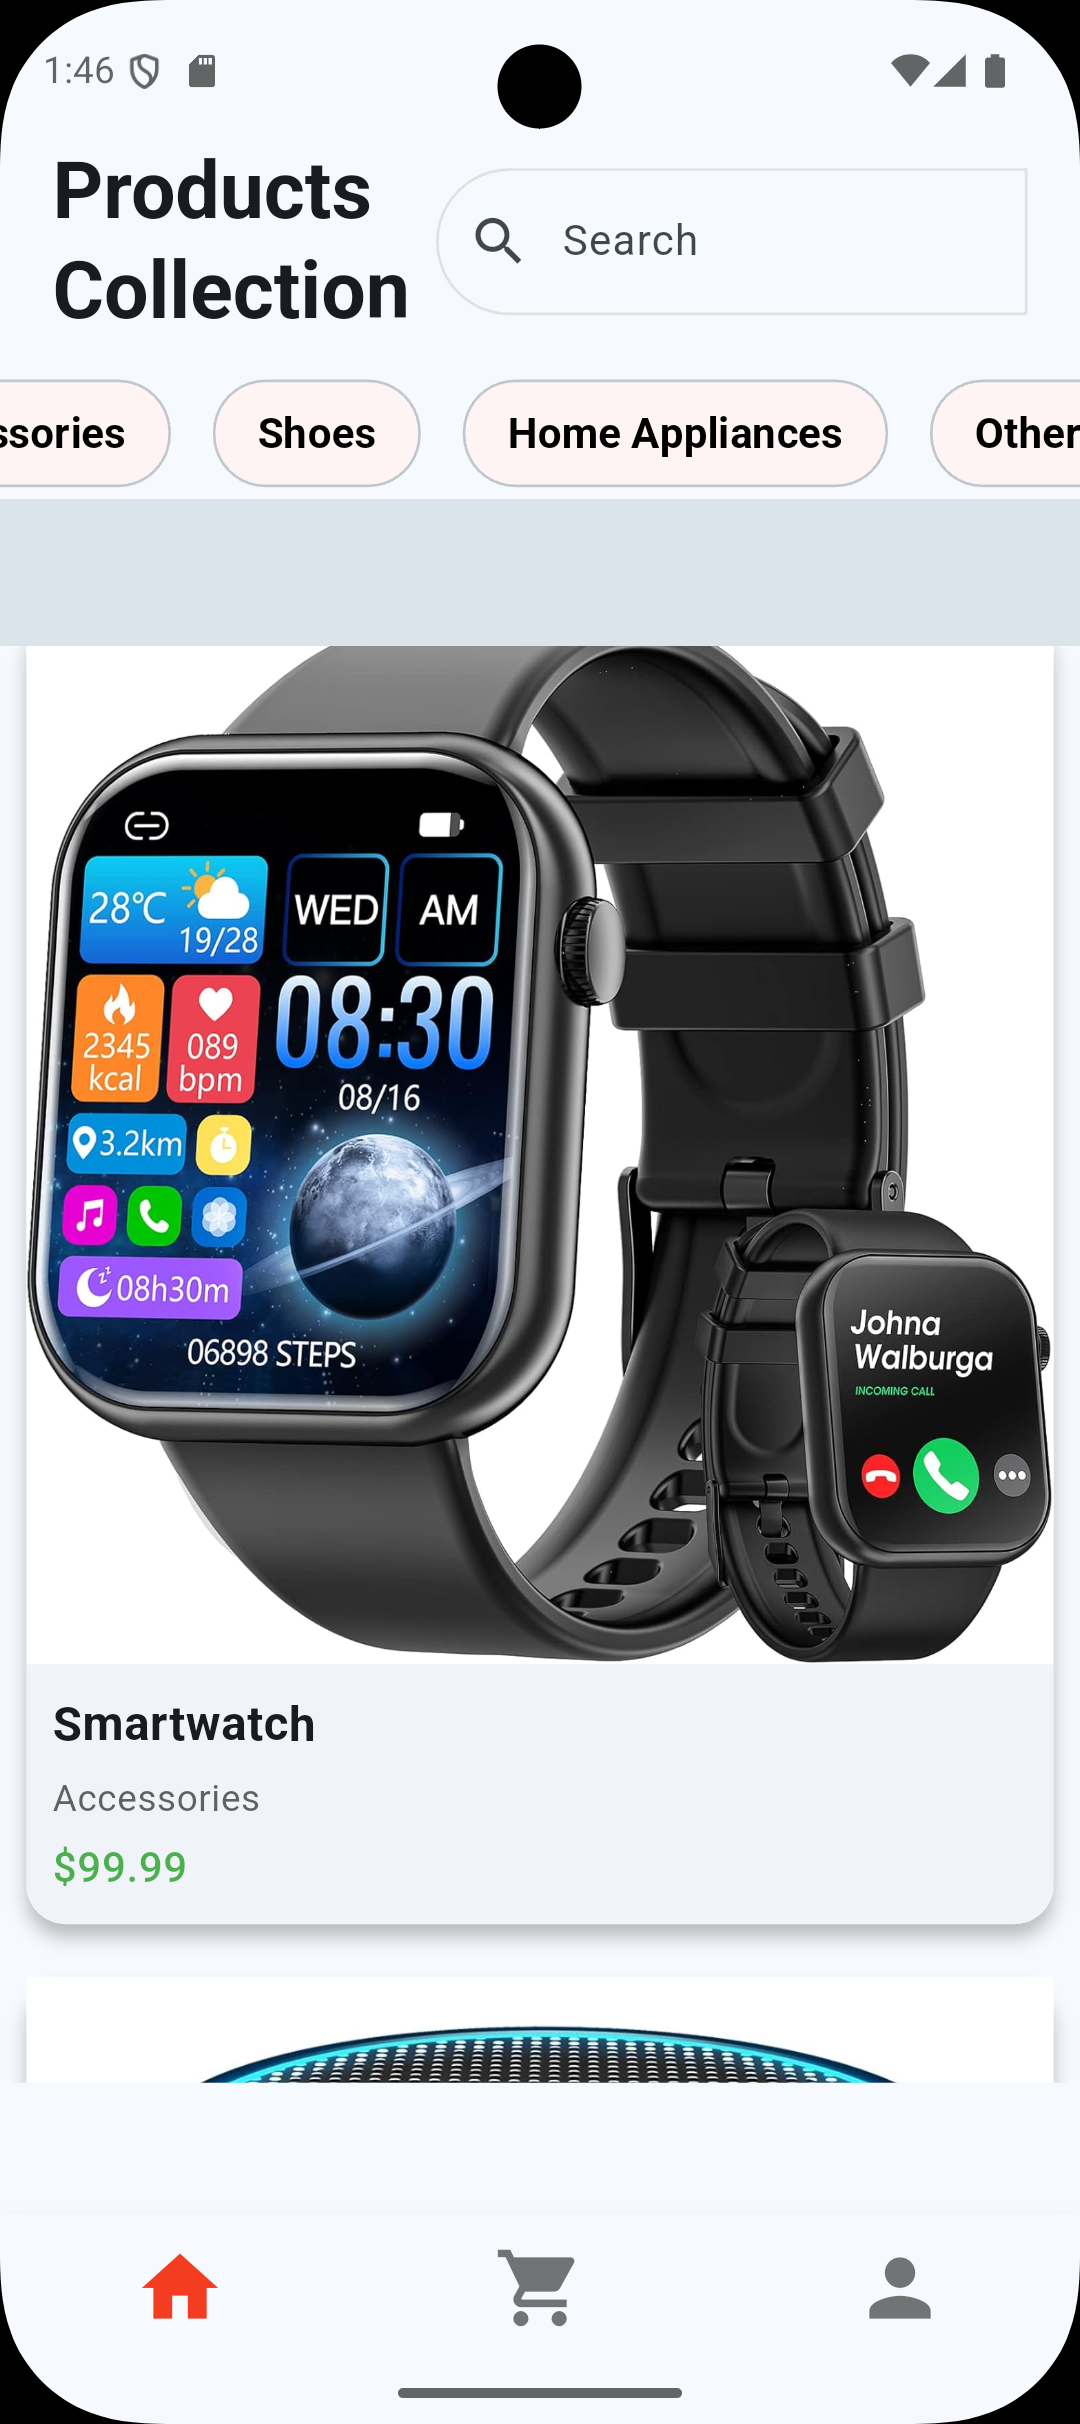 1:46
Products
Collection
Search
ssories
Shoes
Home Appliances
Other
28°C
19/28
WED
AM
2345
kcal
089
bpm
08:30
08/16
3.2km
08h30m
06898 STEPS
Johna
Walburga
INCOMING CALL
Smartwatch
Accessories
$99.99